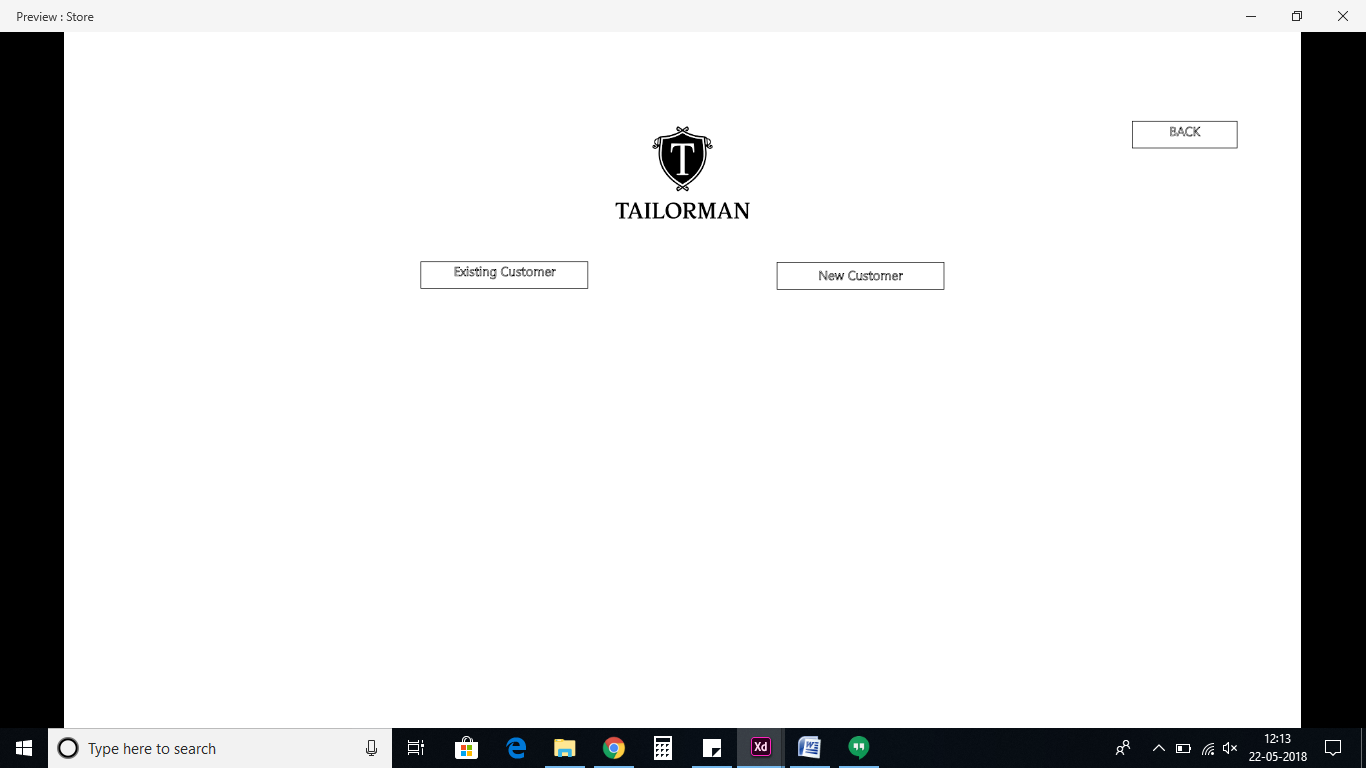 Preview : Store
BACK
T
TAILORMAN
Existing Customer
New Customer
Type here to search
Xd
W
12:13
22-05-2018